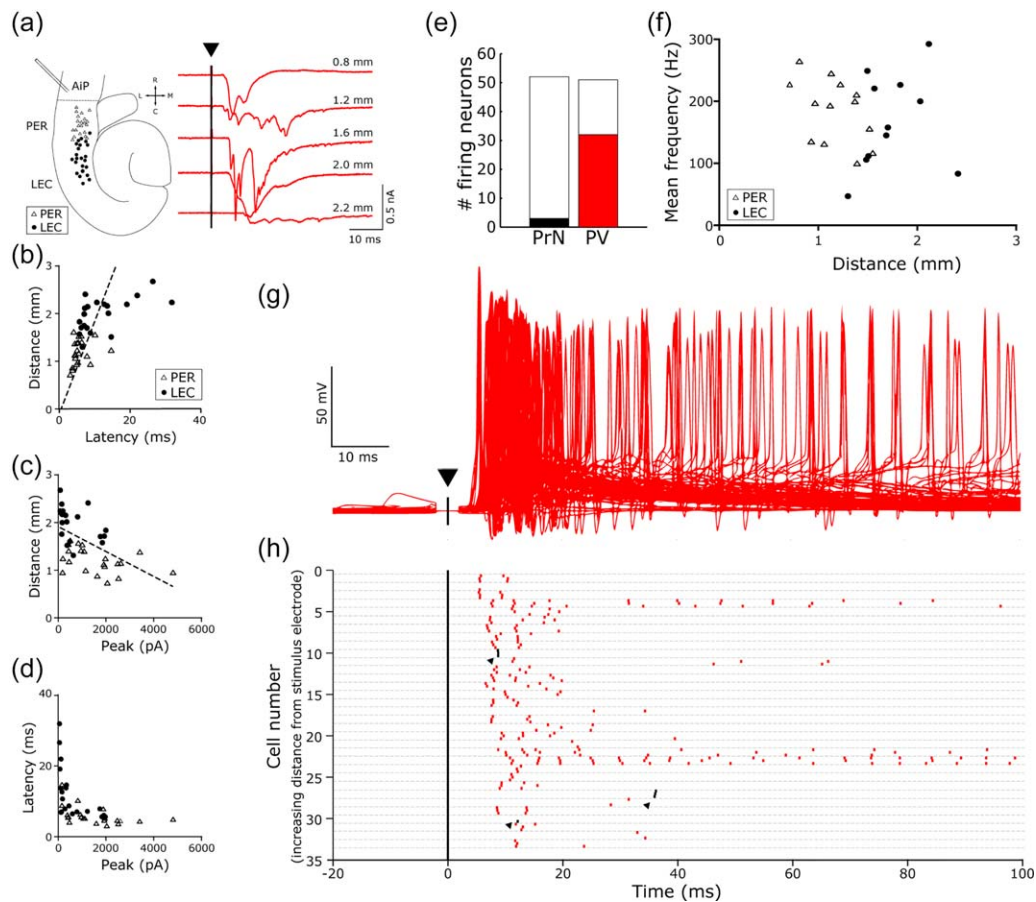 (a)
AiP
R
L
M
C
PER
LEC
△ PER
● LEC
0.8 mm
1.2 mm
1.6 mm
2.0 mm
2.2 mm
0.5 nA
10 ms
(e)
# firing neurons
60
50
40
30
20
10
0
PrN PV
(f)
Mean frequency (Hz)
300
200
100
0
△ PER
● LEC
0 1 2 3
Distance (mm)
(b)
Distance (mm)
3
2
1
0
△ PER
● LEC
0 20 40
Latency (ms)
(c)
Distance (mm)
3
2
1
0
0 2000 4000 6000
Peak (pA)
(d)
Latency (ms)
40
20
0
0 2000 4000 6000
Peak (pA)
(g)
50 mV
10 ms
(h)
Cell number
(increasing distance from stimulus electrode)
0
5
10
15
20
25
30
35
-20 0 20 40 60 80 100
Time (ms)